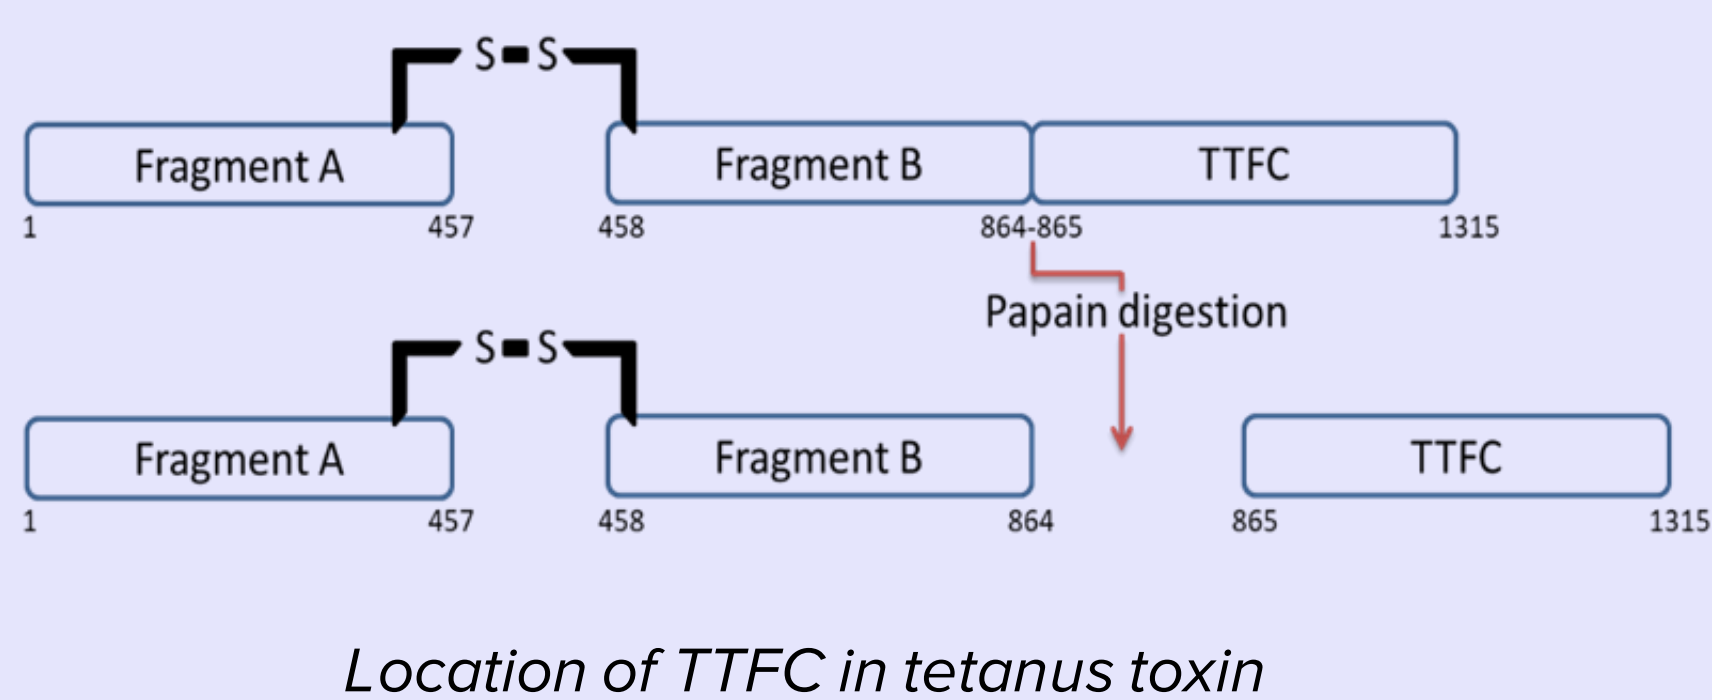 S S
Fragment A Fragment B TTFC
1 457 458 864-865 1315
Papain digestion
S S
Fragment A Fragment B TTFC
1 457 458 864 865 1315
Location of TTFC in tetanus toxin